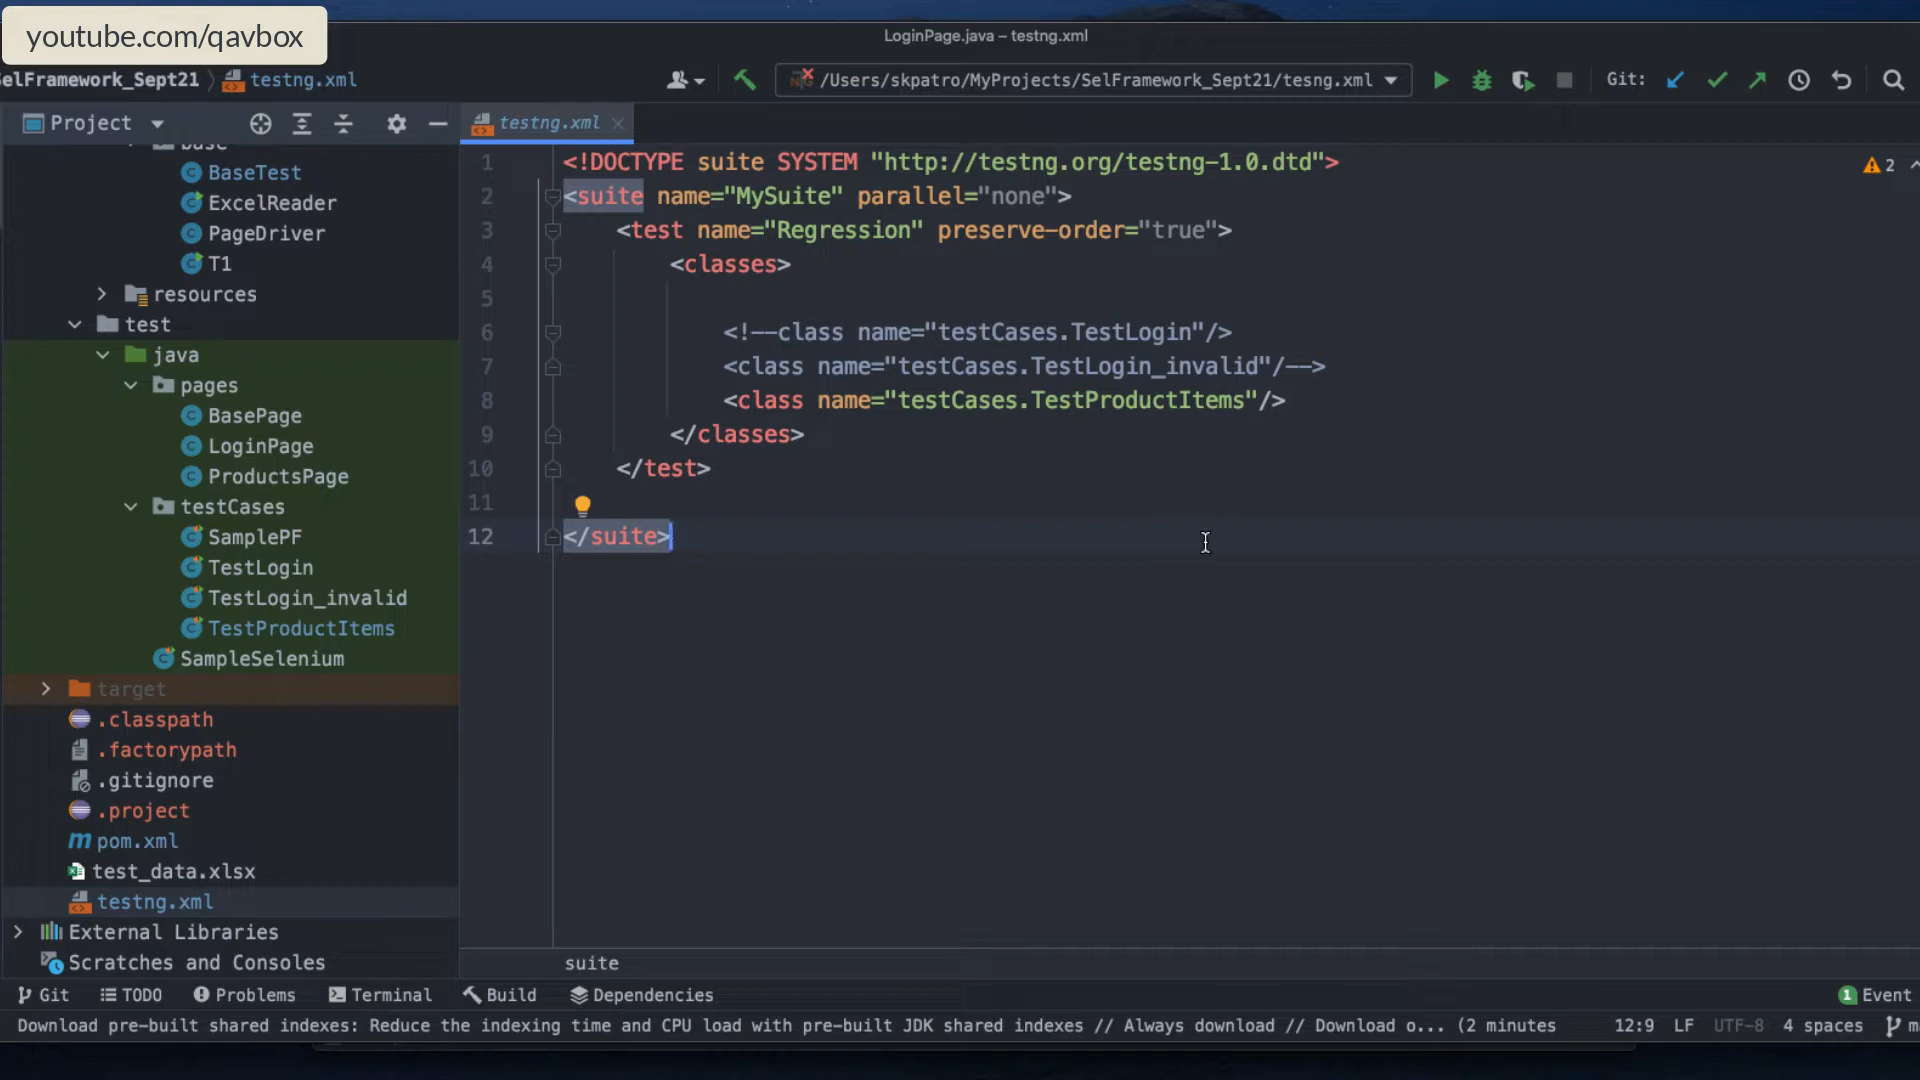 youtube.com/qavbox
LoginPage.java – testng.xml
SelFramework_Sept21
testng.xml
/Users/skpatro/MyProjects/SelFramework_Sept21/tesng.xml
Git:
Project
testng.xml
base
BaseTest
ExcelReader
PageDriver
T1
resources
test
java
pages
BasePage
LoginPage
ProductsPage
testCases
SamplePF
TestLogin
TestLogin_invalid
TestProductItems
SampleSelenium
target
.classpath
.factorypath
.gitignore
.project
pom.xml
test_data.xlsx
testng.xml
External Libraries
Scratches and Consoles
1 <!DOCTYPE suite SYSTEM "http://testng.org/testng-1.0.dtd">
2 <suite name="MySuite" parallel="none">
3 <test name="Regression" preserve-order="true">
4 <classes>
5
6 <!--class name="testCases.TestLogin"/>
7 <class name="testCases.TestLogin_invalid"/-->
8 <class name="testCases.TestProductItems"/>
9 </classes>
10 </test>
11
12 </suite>
2
suite
Git
TODO
Problems
Terminal
Build
Dependencies
1 Event
Download pre-built shared indexes: Reduce the indexing time and CPU load with pre-built JDK shared indexes // Always download // Download o... (2 minutes
12:9
LF
UTF-8
4 spaces